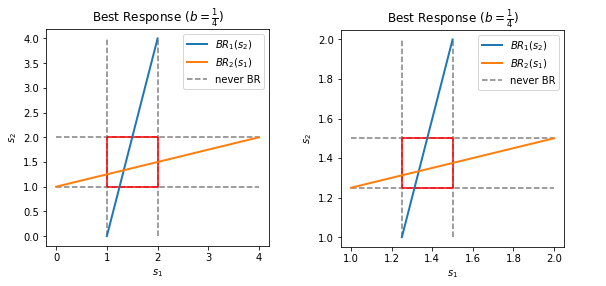 Best Response (b = 1/4)
4.0
3.5
3.0
2.5
2.0
1.5
1.0
0.5
0.0
s₂
BR₁(s₂)
BR₂(s₁)
never BR
0 1 2 3 4
s₁
Best Response (b = 1/4)
2.0
1.8
1.6
1.4
1.2
1.0
s₂
BR₁(s₂)
BR₂(s₁)
never BR
1.0 1.2 1.4 1.6 1.8 2.0
s₁